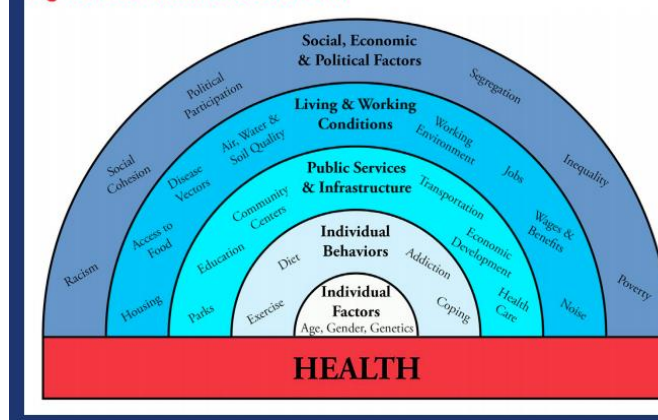 Social, Economic
& Political Factors
Political
Participation
Segregation
Social
Cohesion
Inequality
Racism
Poverty
Living & Working
Conditions
Air, Water &
Soil Quality
Working
Environment
Disease
Vectors
Jobs
Access to
Food
Wages &
Benefits
Housing
Noise
Public Services
& Infrastructure
Community
Centers
Transportation
Education
Economic
Development
Parks
Health
Care
Individual
Behaviors
Diet
Addiction
Exercise
Coping
Individual
Factors
Age, Gender, Genetics
HEALTH